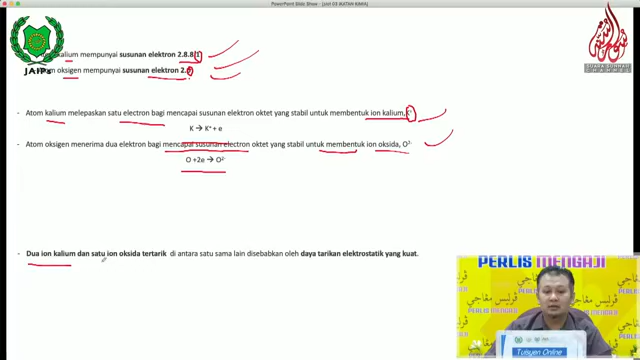 PowerPoint Slide Show - [slot 03 IKATAN KIMIA]
kalium mempunyai susunan elektron 2.8.8.1
oksigen mempunyai susunan elektron 2.
JAIPs
- Atom kalium melepaskan satu electron bagi mencapai susunan elektron oktet yang stabil untuk membentuk ion kalium,
K → K⁺ + e
- Atom oksigen menerima dua elektron bagi mencapai susunan electron oktet yang stabil untuk membentuk ion oksida, O²⁻
O +2e → O²⁻
- Dua ion kalium dan satu ion oksida tertarik di antara satu sama lain disebabkan oleh daya tarikan elektrostatik yang kuat.
PERLIS MENGAJI
Tuisyen Online